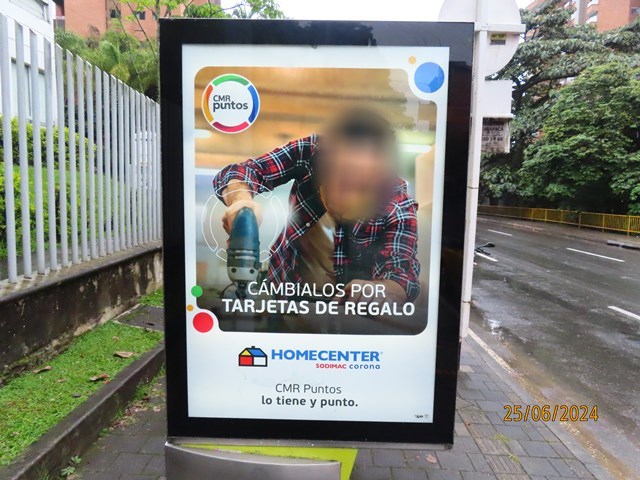 CMR
puntos
CÁMBIALOS POR
TARJETAS DE REGALO
HOMECENTER
SODIMAC corona
CMR Puntos
lo tiene y punto.
25/06/2024